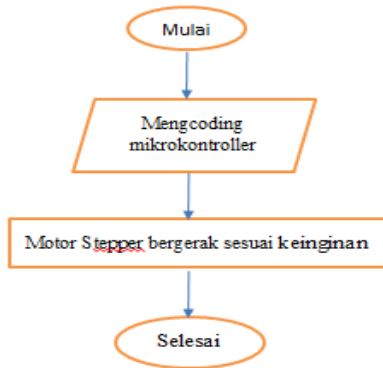 Mulai
Mengcoding
mikrokontroller
Motor Stepper bergerak sesuai keinginan
Selesai